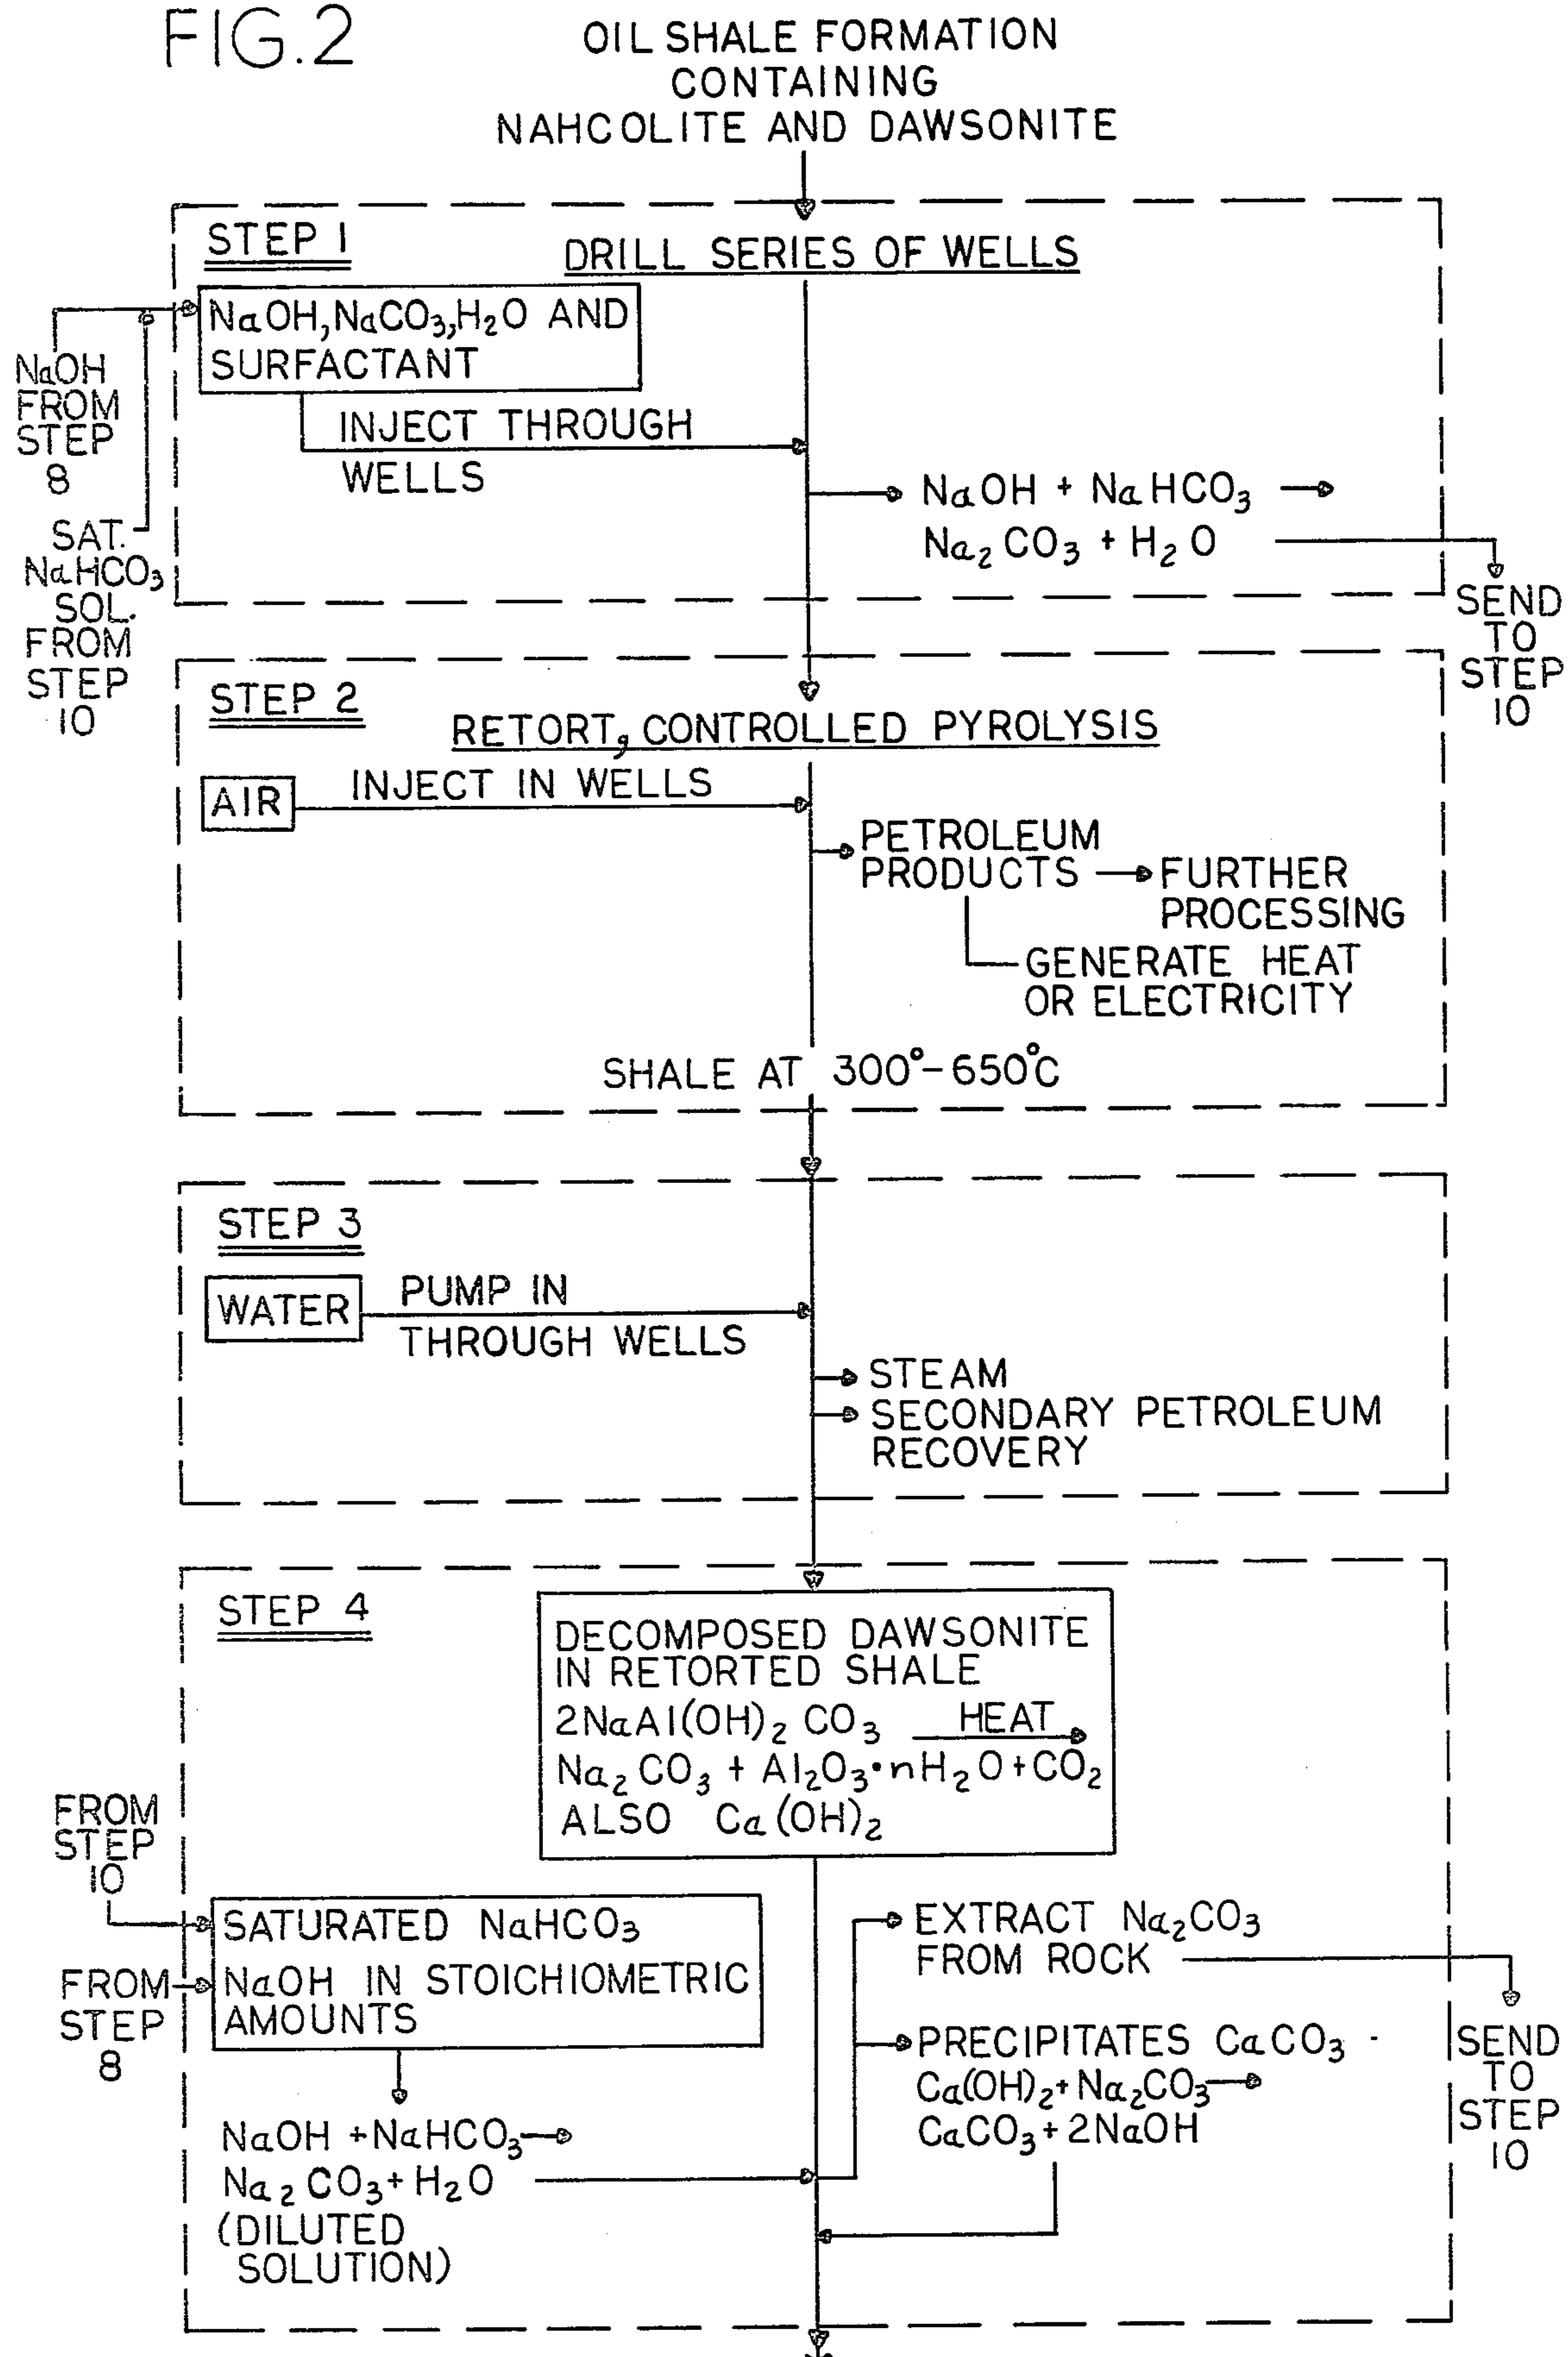 FIG.2
OIL SHALE FORMATION
CONTAINING
NAHCOLITE AND DAWSONITE
STEP 1
DRILL SERIES OF WELLS
NaOH, NaCO₃, H₂O AND
SURFACTANT
NaOH
FROM
STEP
8
INJECT THROUGH
WELLS
SAT.
NaHCO₃
SOL.
FROM
STEP
10
NaOH + NaHCO₃ →
Na₂CO₃ + H₂O
SEND
TO
STEP
10
STEP 2
RETORT, CONTROLLED PYROLYSIS
AIR
INJECT IN WELLS
PETROLEUM
PRODUCTS → FURTHER
PROCESSING
GENERATE HEAT
OR ELECTRICITY
SHALE AT 300°-650°C
STEP 3
WATER
PUMP IN
THROUGH WELLS
STEAM
SECONDARY PETROLEUM
RECOVERY
STEP 4
DECOMPOSED DAWSONITE
IN RETORTED SHALE
2NaAl(OH)₂CO₃ HEAT →
Na₂CO₃ + Al₂O₃·nH₂O + CO₂
ALSO Ca(OH)₂
FROM
STEP
10
SATURATED NaHCO₃
NaOH IN STOICHIOMETRIC
AMOUNTS
FROM
STEP
8
NaOH + NaHCO₃ →
Na₂CO₃ + H₂O
(DILUTED
SOLUTION)
EXTRACT Na₂CO₃
FROM ROCK
PRECIPITATES CaCO₃
Ca(OH)₂ + Na₂CO₃ →
CaCO₃ + 2NaOH
SEND
TO
STEP
10